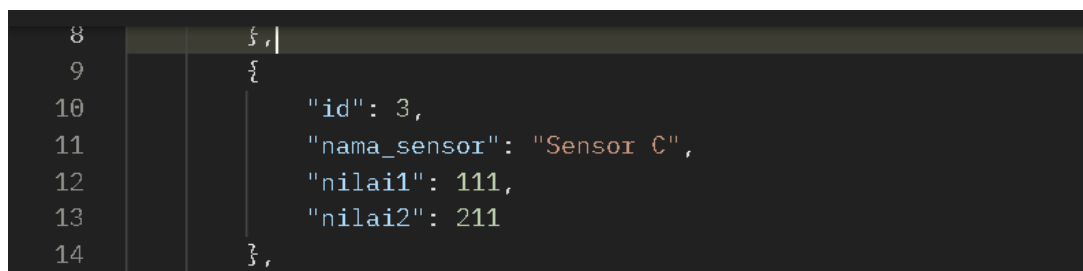 8 },
9 {
10 "id": 3,
11 "nama_sensor": "Sensor C",
12 "nilai1": 111,
13 "nilai2": 211
14 },